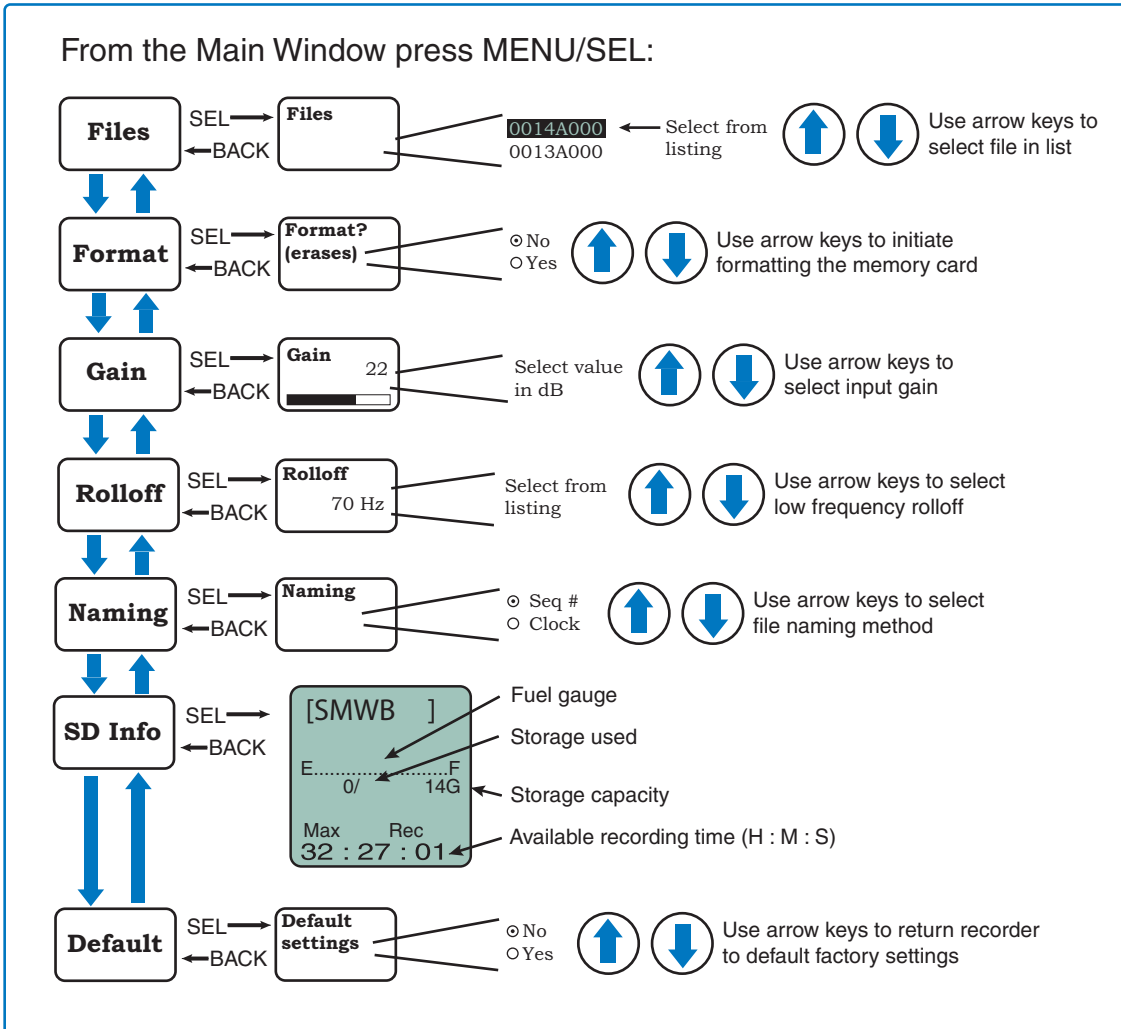 From the Main Window press MENU/SEL:
Files
SEL
BACK
Files
0014A000
0013A000
Select from
listing
Use arrow keys to
select file in list
Format
SEL
BACK
Format?
(erases)
No
Yes
Use arrow keys to initiate
formatting the memory card
Gain
SEL
BACK
Gain
22
Select value
in dB
Use arrow keys to
select input gain
Rolloff
SEL
BACK
Rolloff
70 Hz
Select from
listing
Use arrow keys to select
low frequency rolloff
Naming
SEL
BACK
Naming
Seq #
Clock
Use arrow keys to select
file naming method
SD Info
SEL
BACK
[SMWB ]
E........................F
0/ 14G
Max Rec
32 : 27 : 01
Fuel gauge
Storage used
Storage capacity
Available recording time (H : M : S)
Default
SEL
BACK
Default
settings
No
Yes
Use arrow keys to return recorder
to default factory settings